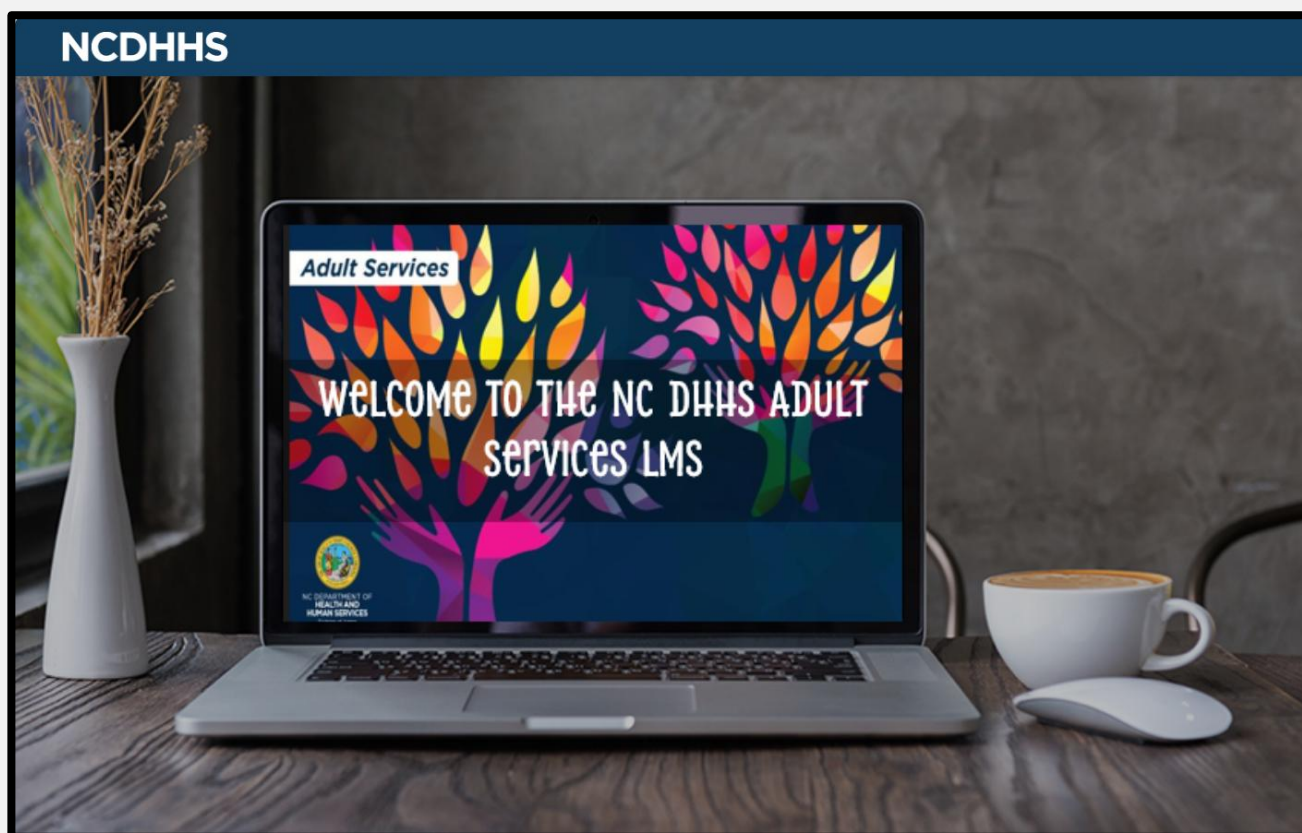 NCDHHS
Adult Services
WELCOME TO THE NC DHHS ADULT
SERVICES LMS
NC DEPARTMENT OF
HEALTH AND
HUMAN SERVICES